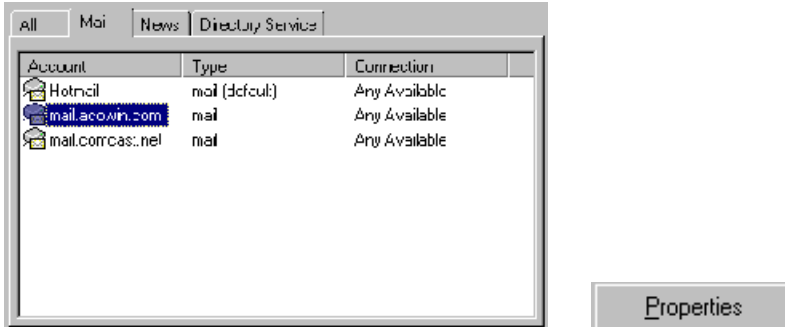 All Mail News Directory Service
Account Type Connection
Hotmail mail (default) Any Available
mail.acowin.com mail Any Available
mail.comcast.net mail Any Available
Properties